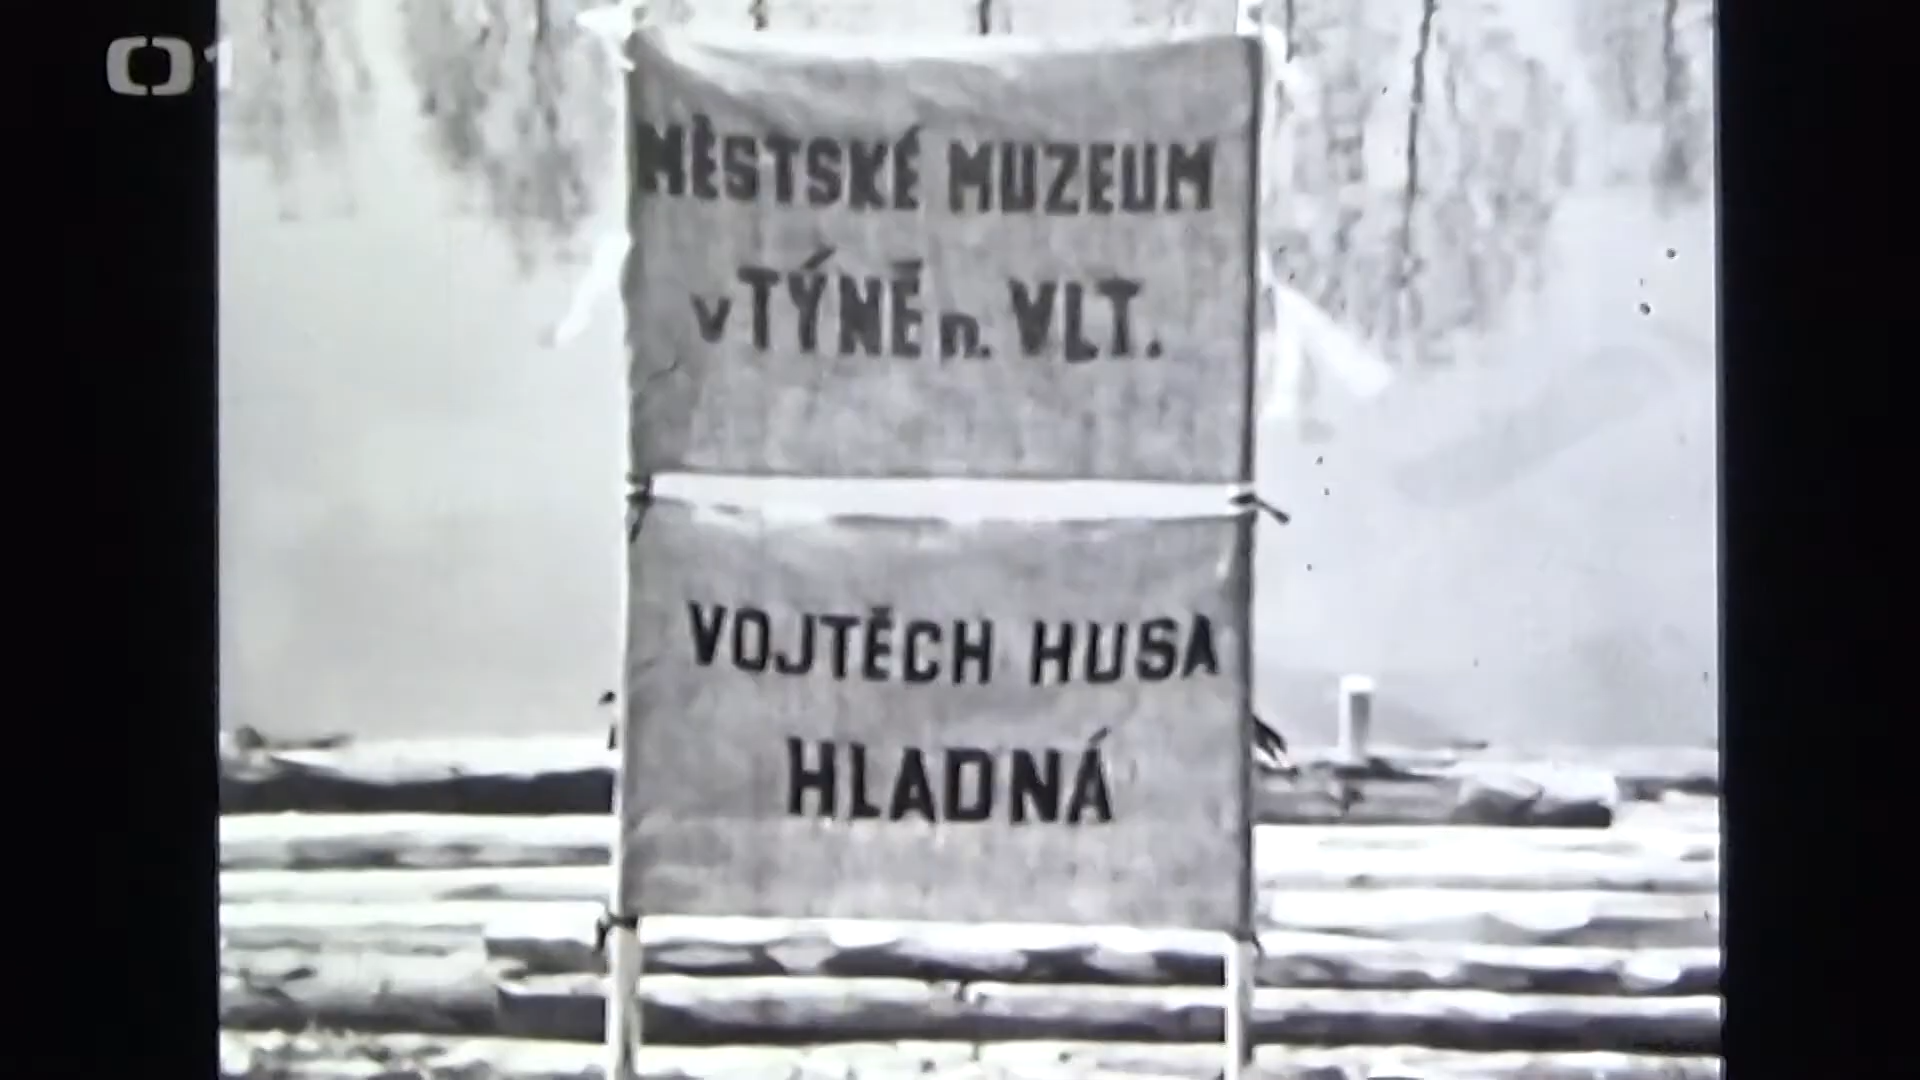 MĚSTSKÉ MUZEUM
v TÝNĚ n. VLT.
VOJTĚCH HUSA
HLADNÁ